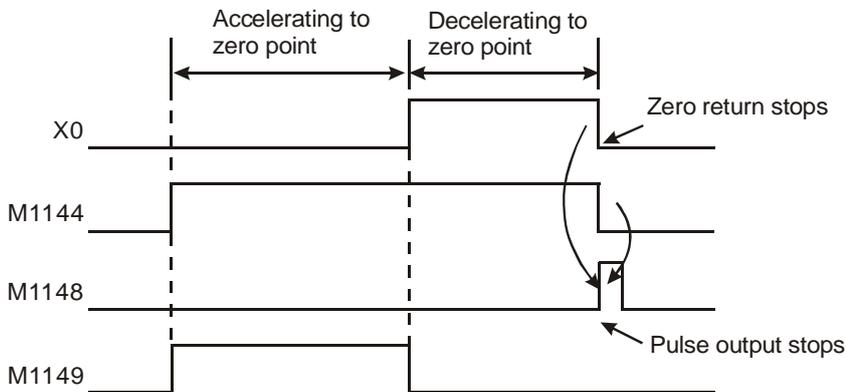 Accelerating to
zero point
Decelerating to
zero point
Zero return stops
X0
M1144
M1148
Pulse output stops
M1149